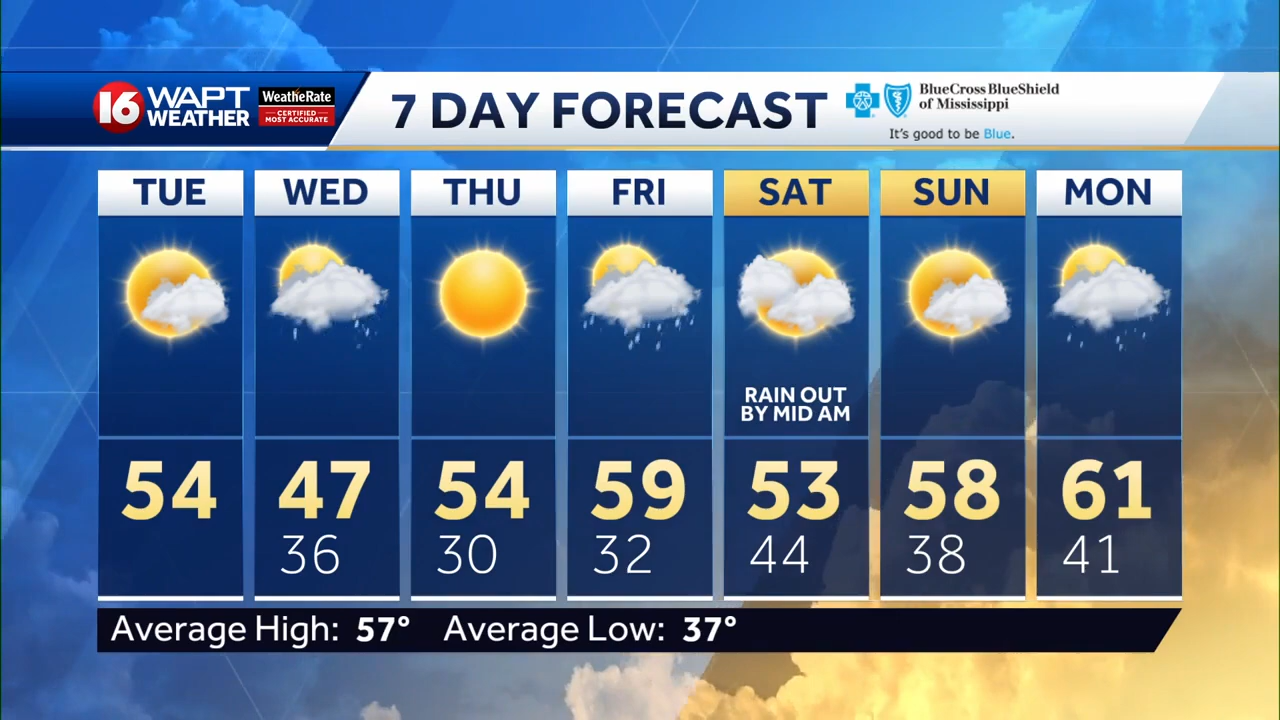 16 WAPT WEATHER
WeatheRate
CERTIFIED
MOST ACCURATE
7 DAY FORECAST
BlueCross BlueShield
of Mississippi
It's good to be Blue.
TUE WED THU FRI SAT SUN MON
RAIN OUT
BY MID AM
54 47 54 59 53 58 61
36 30 32 44 38 41
Average High: 57° Average Low: 37°